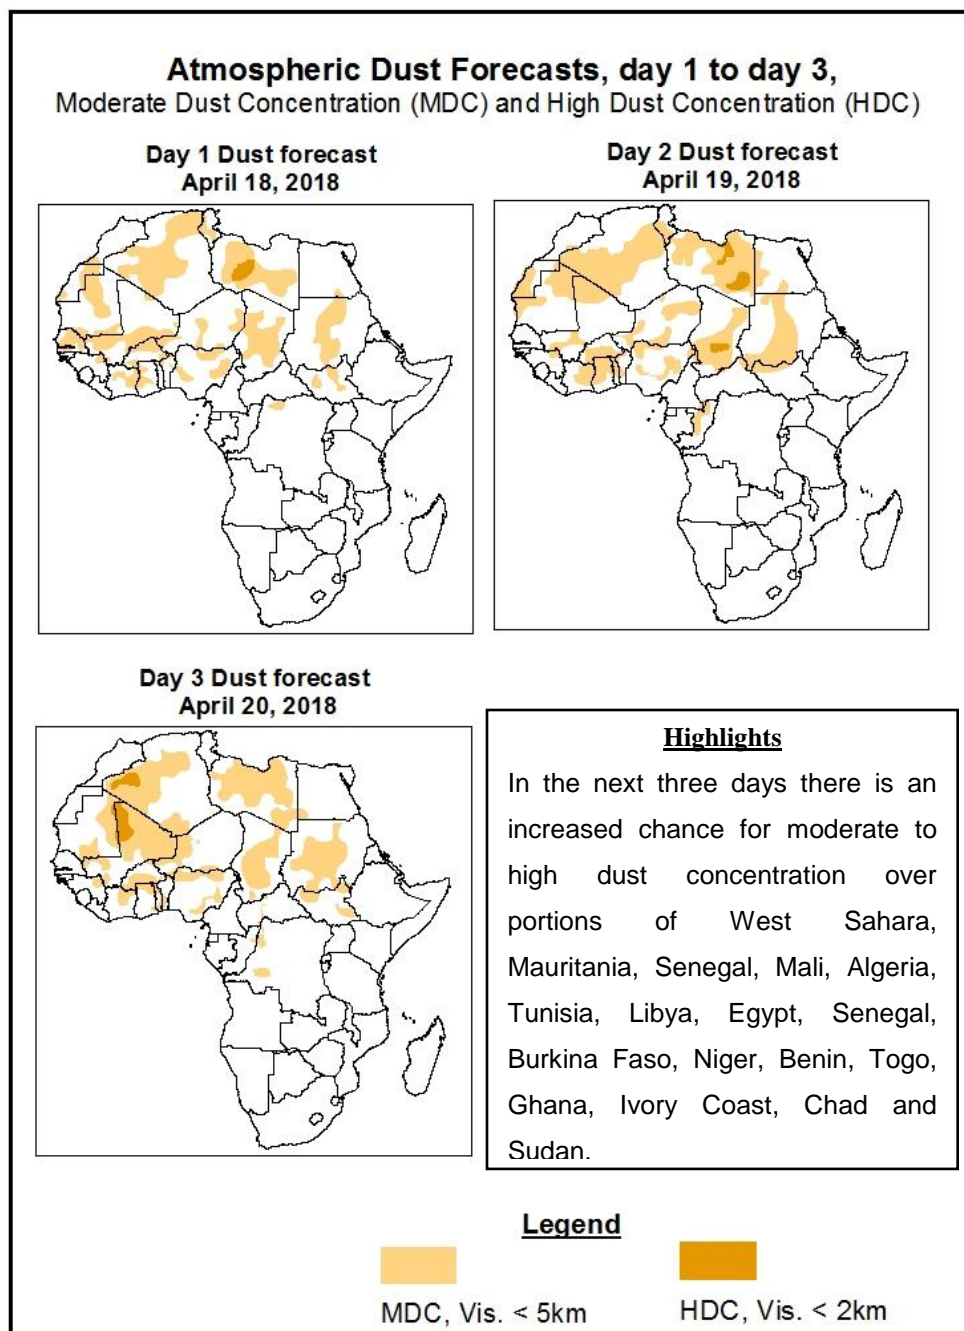 Atmospheric Dust Forecasts, day 1 to day 3,
Moderate Dust Concentration (MDC) and High Dust Concentration (HDC)
Day 1 Dust forecast
April 18, 2018
Day 2 Dust forecast
April 19, 2018
Day 3 Dust forecast
April 20, 2018
Highlights
In the next three days there is an
increased chance for moderate to
high dust concentration over
portions of West Sahara,
Mauritania, Senegal, Mali, Algeria,
Tunisia, Libya, Egypt, Senegal,
Burkina Faso, Niger, Benin, Togo,
Ghana, Ivory Coast, Chad and
Sudan.
Legend
MDC, Vis. < 5km
HDC, Vis. < 2km